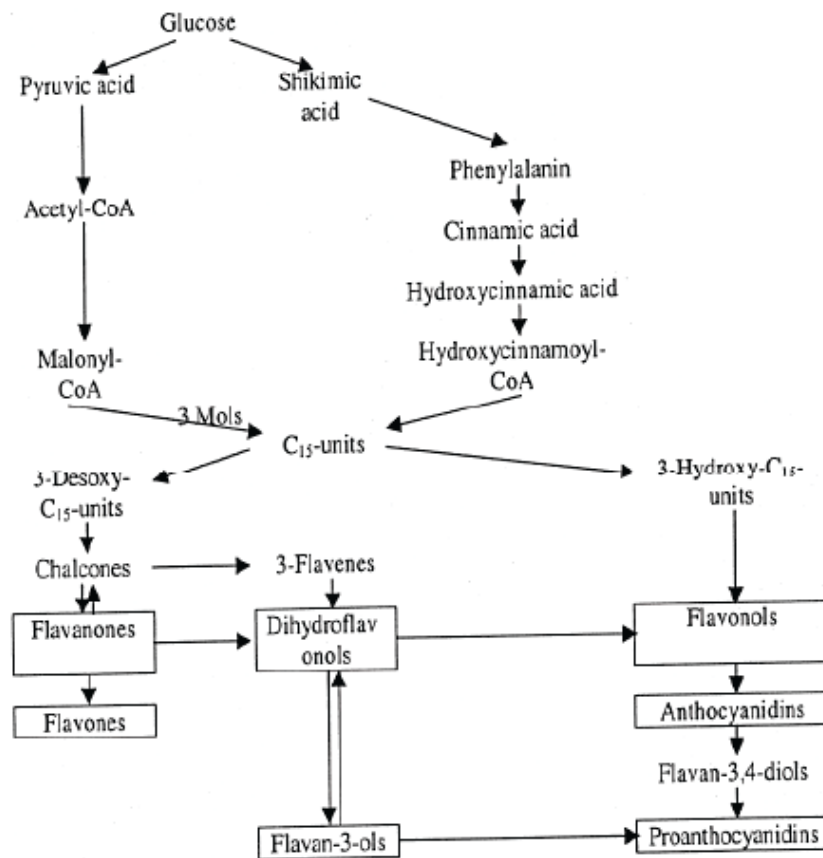 Glucose
Pyruvic acid
Shikimic
acid
Phenylalanin
Acetyl-CoA
Cinnamic acid
Hydroxycinnamic acid
Malonyl-
CoA
Hydroxycinnamoyl-
CoA
3 Mols
C₁₅-units
3-Desoxy-
C₁₅-units
3-Hydroxy-C₁₅-
units
Chalcones
3-Flavenes
Flavanones
Dihydroflav
onols
Flavonols
Flavones
Anthocyanidins
Flavan-3,4-diols
Flavan-3-ols
Proanthocyanidins